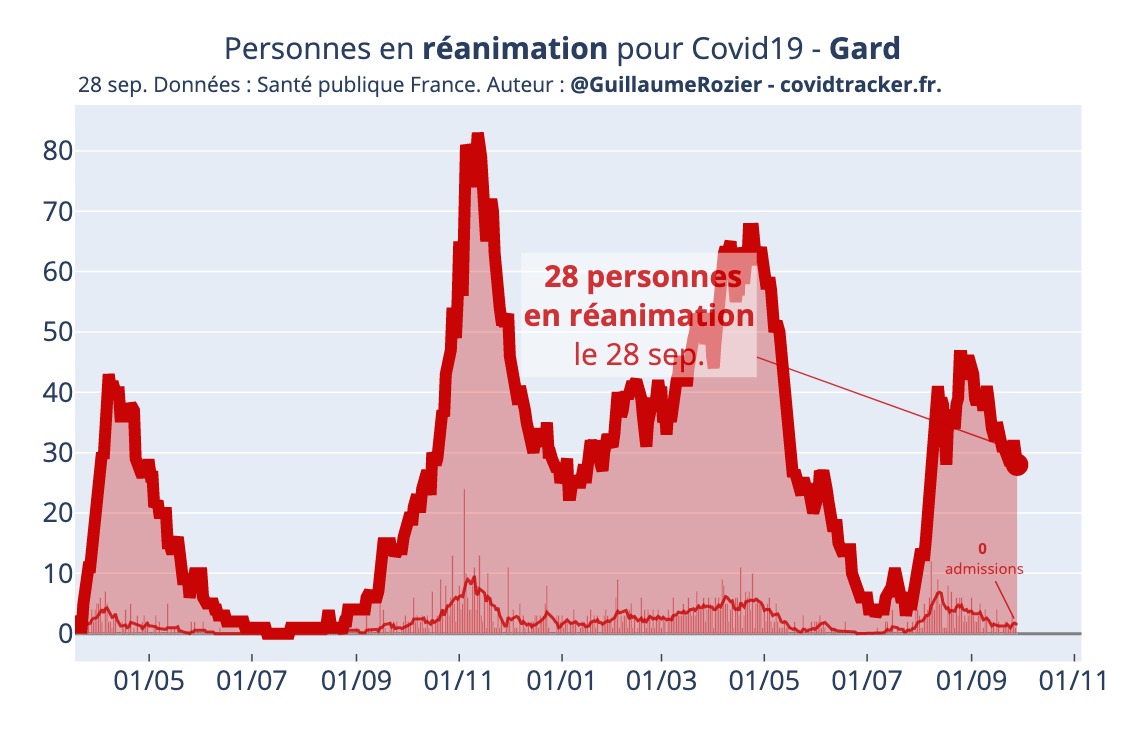 Personnes en réanimation pour Covid19 - Gard
28 sep. Données : Santé publique France. Auteur : @GuillaumeRozier - covidtracker.fr.
80
70
60
50
40
30
20
10
0
28 personnes
en réanimation
le 28 sep.
0
admissions
01/05 01/07 01/09 01/11 01/01 01/03 01/05 01/07 01/09 01/11